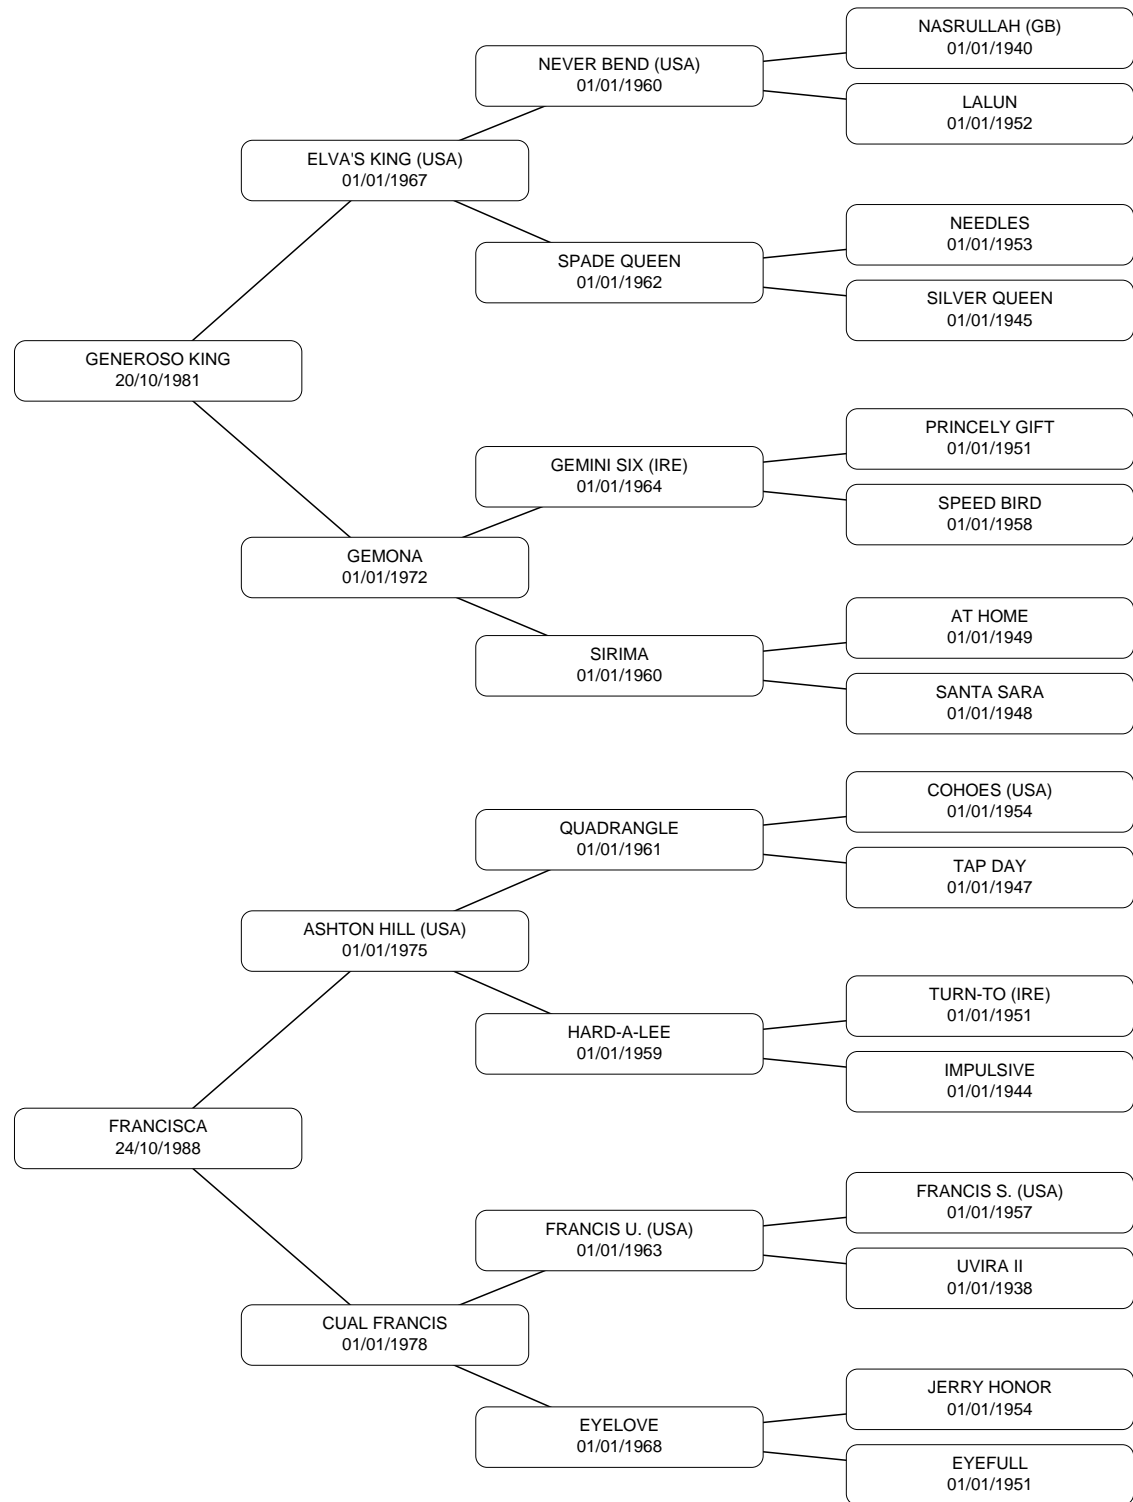 NASRULLAH (GB)
01/01/1940
NEVER BEND (USA)
01/01/1960
LALUN
01/01/1952
ELVA'S KING (USA)
01/01/1967
NEEDLES
01/01/1953
SPADE QUEEN
01/01/1962
SILVER QUEEN
01/01/1945
GENEROSO KING
20/10/1981
PRINCELY GIFT
01/01/1951
GEMINI SIX (IRE)
01/01/1964
SPEED BIRD
01/01/1958
GEMONA
01/01/1972
AT HOME
01/01/1949
SIRIMA
01/01/1960
SANTA SARA
01/01/1948
COHOES (USA)
01/01/1954
QUADRANGLE
01/01/1961
TAP DAY
01/01/1947
ASHTON HILL (USA)
01/01/1975
TURN-TO (IRE)
01/01/1951
HARD-A-LEE
01/01/1959
IMPULSIVE
01/01/1944
FRANCISCA
24/10/1988
FRANCIS S. (USA)
01/01/1957
FRANCIS U. (USA)
01/01/1963
UVIRA II
01/01/1938
CUAL FRANCIS
01/01/1978
JERRY HONOR
01/01/1954
EYELOVE
01/01/1968
EYEFULL
01/01/1951